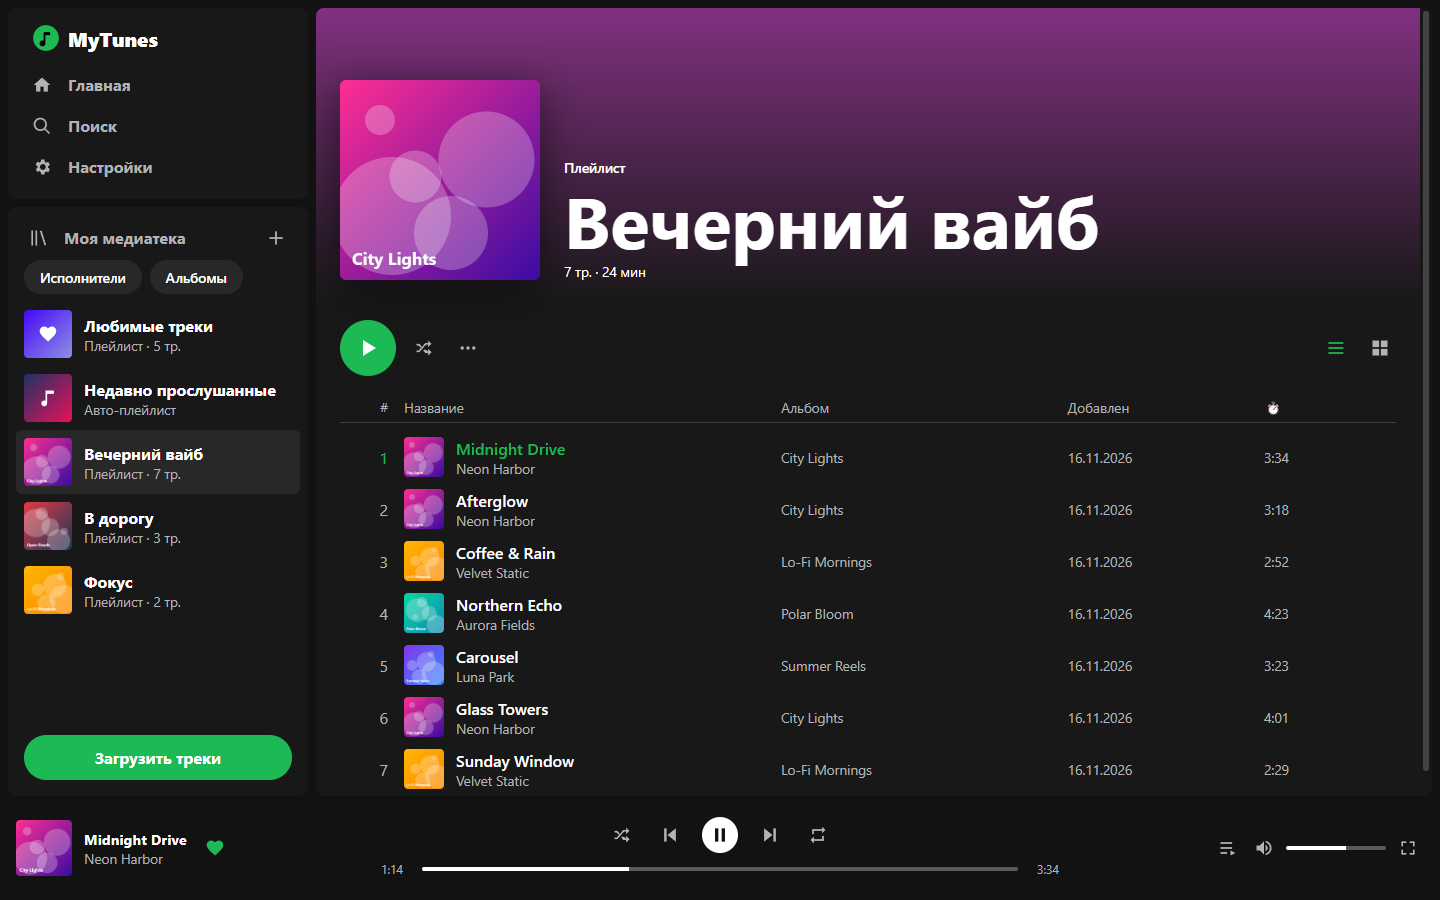 MyTunes
Главная
Поиск
Настройки
Моя медиатека
Исполнители Альбомы
Любимые треки
Плейлист · 5 тр.
Недавно прослушанные
Авто-плейлист
Вечерний вайб
Плейлист · 7 тр.
В дорогу
Плейлист · 3 тр.
Фокус
Плейлист · 2 тр.
Загрузить треки
City Lights
Плейлист
Вечерний вайб
7 тр. · 24 мин
# Название Альбом Добавлен
1 Midnight Drive City Lights 16.11.2026 3:34
Neon Harbor
2 Afterglow City Lights 16.11.2026 3:18
Neon Harbor
3 Coffee & Rain Lo-Fi Mornings 16.11.2026 2:52
Velvet Static
4 Northern Echo Polar Bloom 16.11.2026 4:23
Aurora Fields
5 Carousel Summer Reels 16.11.2026 3:23
Luna Park
6 Glass Towers City Lights 16.11.2026 4:01
Neon Harbor
7 Sunday Window Lo-Fi Mornings 16.11.2026 2:29
Velvet Static
Midnight Drive
Neon Harbor
1:14 3:34